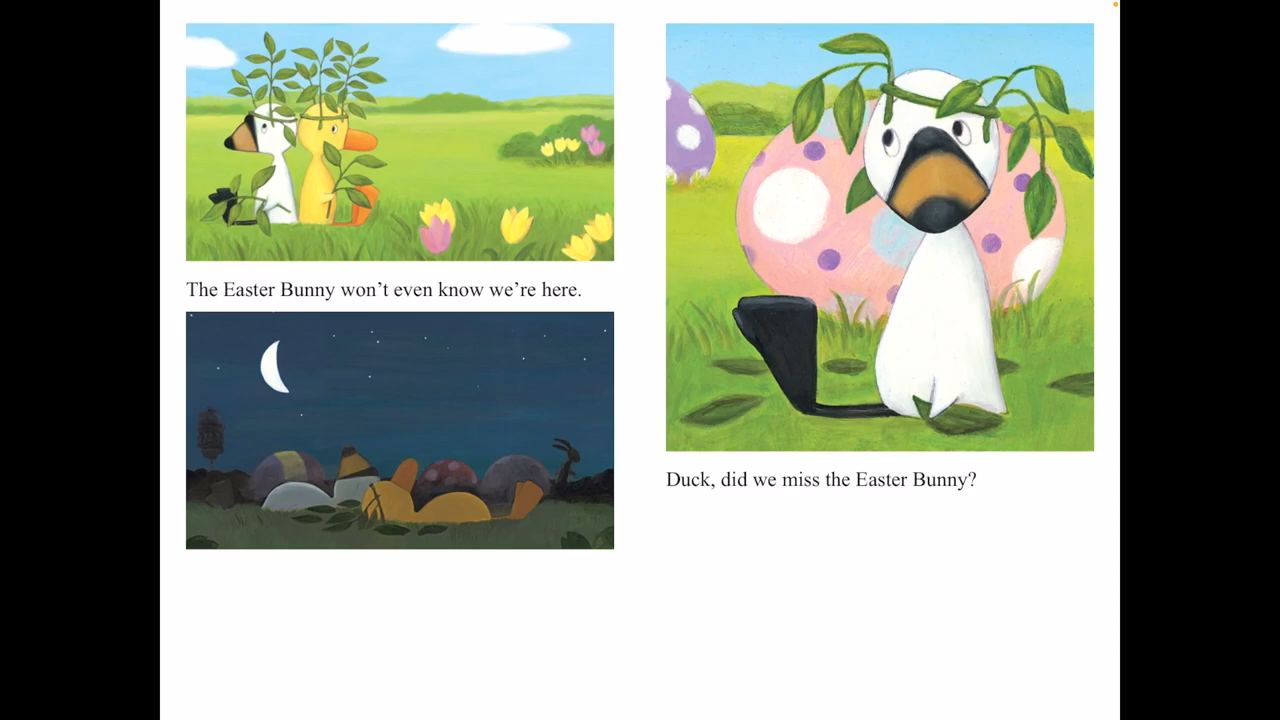 The Easter Bunny won’t even know we’re here.
Duck, did we miss the Easter Bunny?